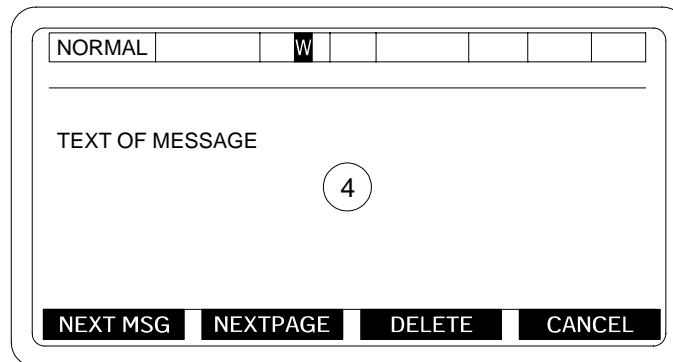 NORMAL W
TEXT OF MESSAGE
4
NEXT MSG NEXTPAGE DELETE CANCEL